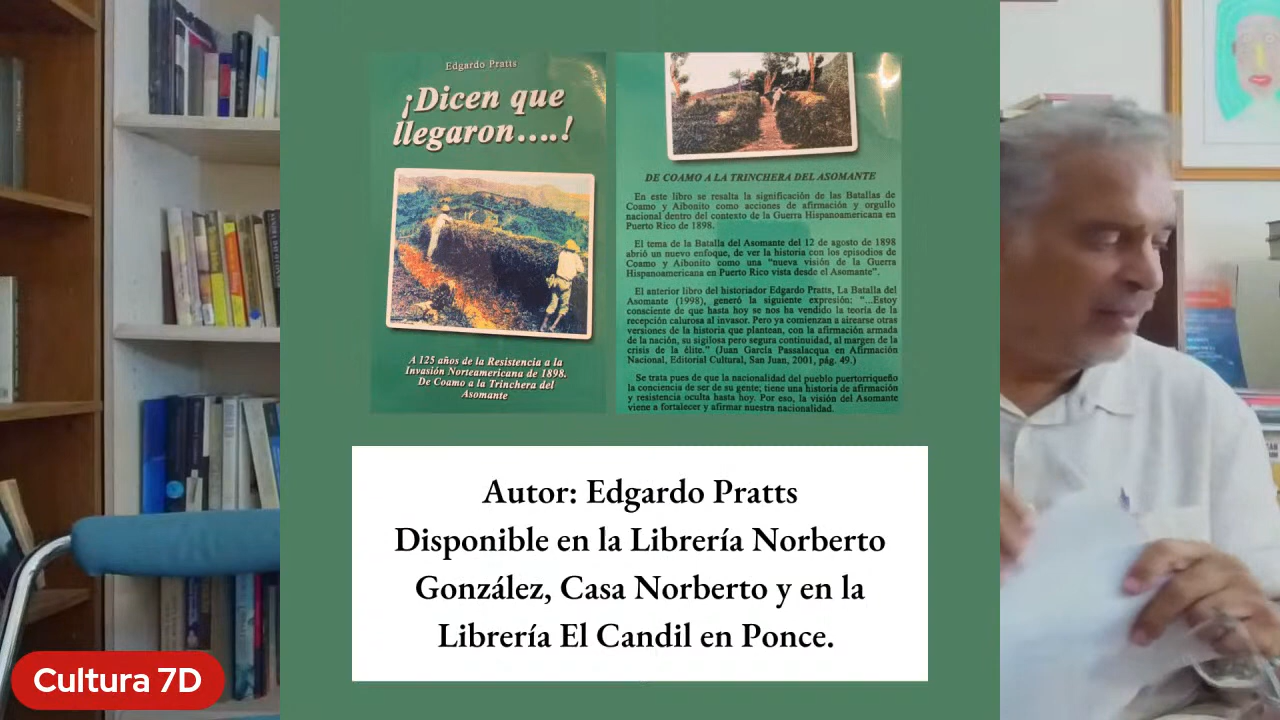 Edgardo Pratts
¡Dicen que
llegaron....!
A 125 años de la Resistencia a la
Invasión Norteamericana de 1898.
De Coamo a la Trinchera del
Asomante
DE COAMO A LA TRINCHERA DEL ASOMANTE
En este libro se resalta la significación de las Batallas de
Coamo y Aibonito como acciones de afirmación y orgullo
nacional dentro del contexto de la Guerra Hispanoamericana en
Puerto Rico de 1898.
El tema de la Batalla del Asomante del 12 de agosto de 1898
abrió un nuevo enfoque, de ver la historia con los episodios de
Coamo y Aibonito como una "nueva visión de la Guerra
Hispanoamericana en Puerto Rico vista desde el Asomante".
El anterior libro del historiador Edgardo Pratts, La Batalla del
Asomante (1998), generó la siguiente expresión: "...Estoy
consciente de que hasta hoy se nos ha vendido la teoría de la
recepción calurosa al invasor. Pero ya comienzan a airearse otras
versiones de la historia que plantean, con la afirmación armada
de la nación, su sigilosa pero segura continuidad, al margen de la
crisis de la élite." (Juan García Passalacqua en Afirmación
Nacional, Editorial Cultural, San Juan, 2001, pág. 49.)
Se trata pues de que la nacionalidad del pueblo puertorriqueño
la conciencia de ser de su gente; tiene una historia de afirmación
y resistencia oculta hasta hoy. Por eso, la visión del Asomante
viene a fortalecer y afirmar nuestra nacionalidad.
Autor: Edgardo Pratts
Disponible en la Librería Norberto
González, Casa Norberto y en la
Librería El Candil en Ponce.
Cultura 7D